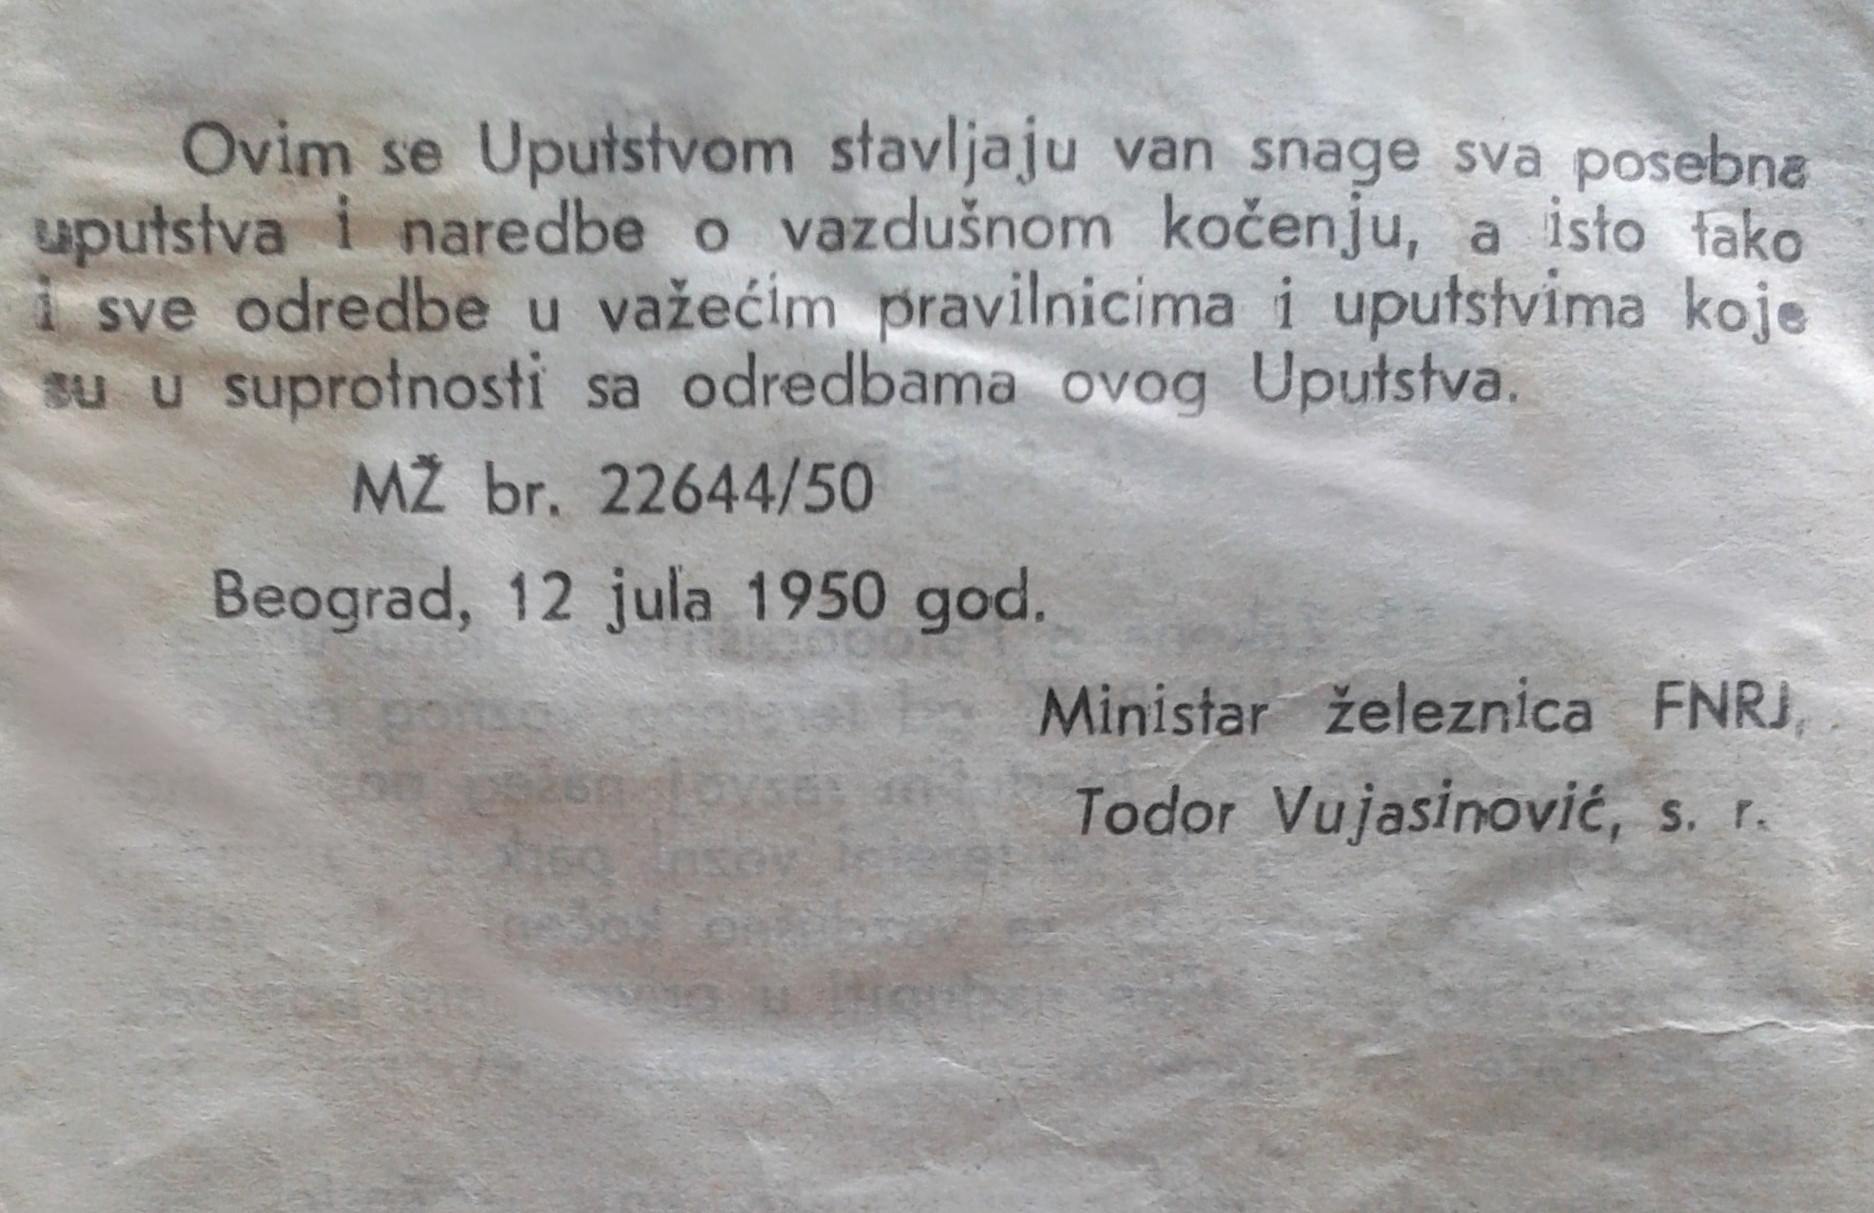 Ovim se Uputstvom stavljaju van snage sva posebna
uputstva i naredbe o vazdušnom kočenju, a isto tako
i sve odredbe u važećim pravilnicima i uputstvima koje
su u suprotnosti sa odredbama ovog Uputstva.
MŽ br. 22644/50
Beograd, 12 jula 1950 god.
Ministar železnica FNRJ,
Todor Vujasinović, s. r.